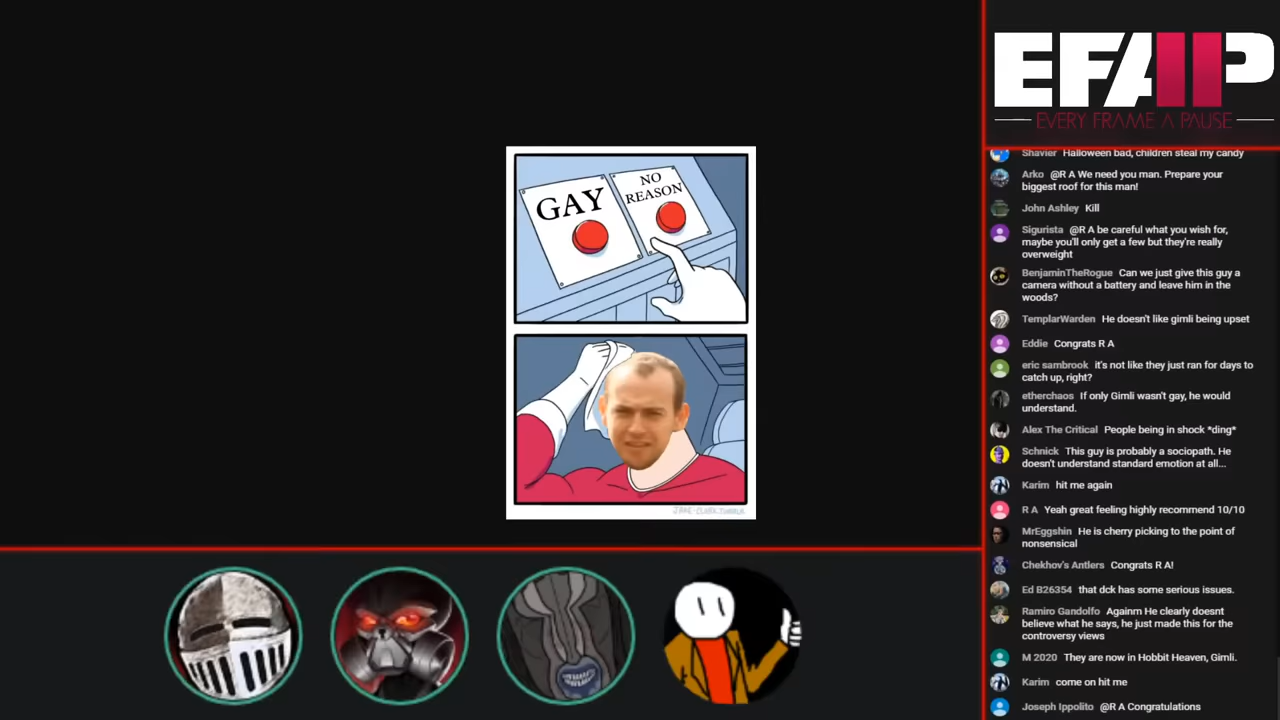 GAY
NO
REASON
JAKE-CLARK.TUMBLR
EFAP
EVERY FRAME A PAUSE
Shavier Halloween bad, children steal my candy
Arko @R A We need you man. Prepare your
biggest roof for this man!
John Ashley Kill
Sigurista @R A be careful what you wish for,
maybe you'll only get a few but they're really
overweight
BenjaminTheRogue Can we just give this guy a
camera without a battery and leave him in the
woods?
TemplarWarden He doesn't like gimli being upset
Eddie Congrats R A
eric sambrook it's not like they just ran for days to
catch up, right?
etherchaos If only Gimli wasn't gay, he would
understand.
Alex The Critical People being in shock *ding*
Schnick This guy is probably a sociopath. He
doesn't understand standard emotion at all...
Karim hit me again
R A Yeah great feeling highly recommend 10/10
MrEggshin He is cherry picking to the point of
nonsensical
Chekhov's Antlers Congrats R A!
Ed B26354 that dck has some serious issues.
Ramiro Gandolfo Againm He clearly doesnt
believe what he says, he just made this for the
controversy views
M 2020 They are now in Hobbit Heaven, Gimli.
Karim come on hit me
Joseph Ippolito @R A Congratulations